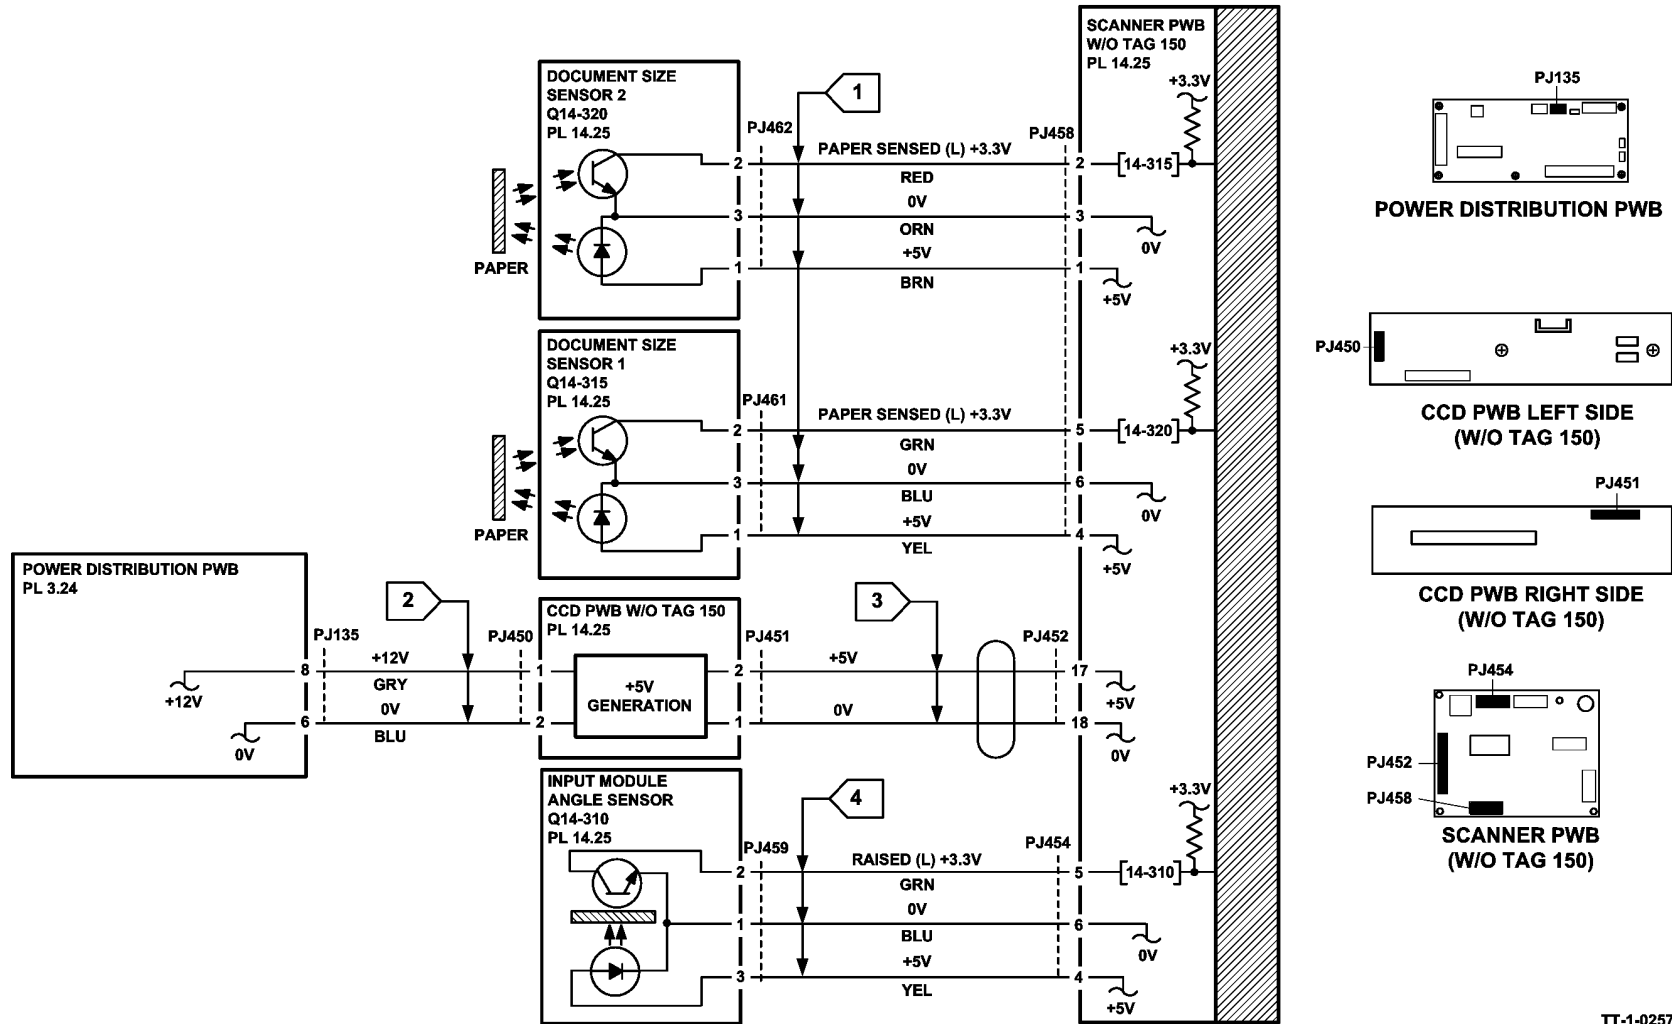 SCANNER PWB
W/O TAG 150
PL 14.25
+3.3V
DOCUMENT SIZE
SENSOR 2
Q14-320
PL 14.25
1
PJ462
PJ458
2
PAPER SENSED (L) +3.3V
2
[14-315]
RED
0V
3
3
ORN
0V
+5V
PAPER
1
1
BRN
+5V
DOCUMENT SIZE
SENSOR 1
Q14-315
PL 14.25
+3.3V
PJ461
2
PAPER SENSED (L) +3.3V
5
[14-320]
GRN
0V
3
6
BLU
0V
+5V
PAPER
1
4
YEL
+5V
POWER DISTRIBUTION PWB
PL 3.24
2
CCD PWB W/O TAG 150
PL 14.25
3
PJ135
PJ450
PJ451
PJ452
8
+12V
1
2
+5V
17
+12V
GRY
+5V
GENERATION
+5V
6
0V
2
1
0V
18
0V
BLU
0V
INPUT MODULE
ANGLE SENSOR
Q14-310
PL 14.25
4
+3.3V
PJ459
PJ454
2
RAISED (L) +3.3V
5
[14-310]
GRN
0V
1
6
BLU
0V
+5V
3
4
YEL
+5V
PJ135
POWER DISTRIBUTION PWB
PJ450
CCD PWB LEFT SIDE
(W/O TAG 150)
PJ451
CCD PWB RIGHT SIDE
(W/O TAG 150)
PJ454
PJ452
PJ458
SCANNER PWB
(W/O TAG 150)
TT-1-0257